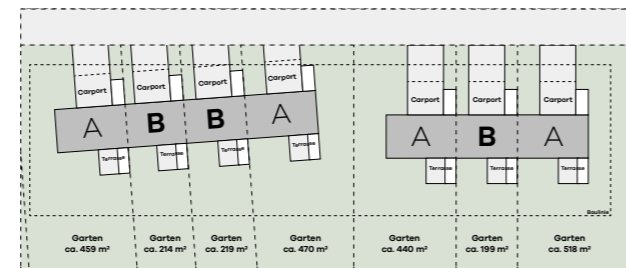 Carport
Carport
Carport
Carport
Carport
Carport
Carport
A
B
B
A
A
B
A
Terrasse
Terrasse
Terrasse
Terrasse
Terrasse
Terrasse
Terrasse
Baulinie
Garten
ca. 459 m²
Garten
ca. 214 m²
Garten
ca. 219 m²
Garten
ca. 470 m²
Garten
ca. 440 m²
Garten
ca. 199 m²
Garten
ca. 518 m²